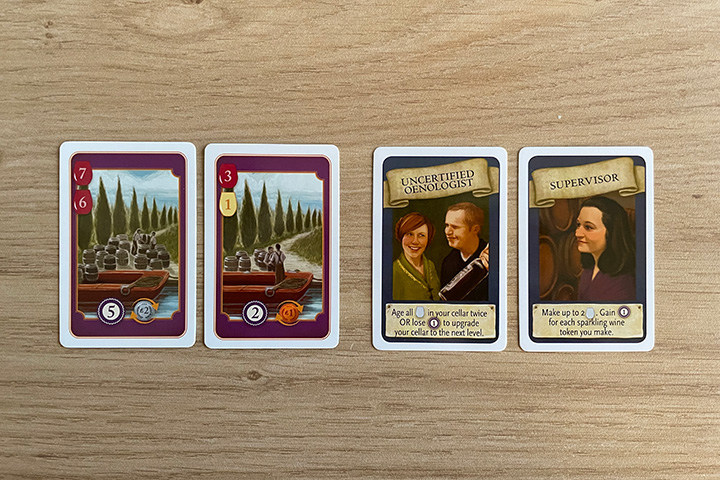 7
6
5
€2
3
1
2
€1
UNCERTIFIED
OENOLOGIST
Age all in your cellar twice
OR lose 1 to upgrade
your cellar to the next level.
SUPERVISOR
Make up to 2 . Gain 1
for each sparkling wine
token you make.